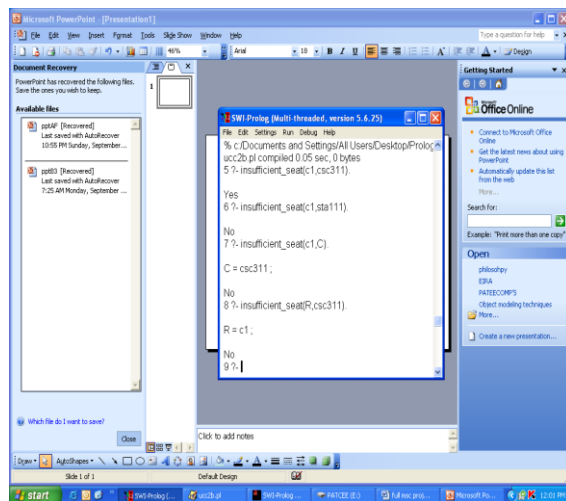 Microsoft PowerPoint - [Presentation1]
File Edit View Insert Format Tools Slide Show Window Help
Type a question for help
46%
Arial
18
B I U
Design
Document Recovery
PowerPoint has recovered the following files.
Save the ones you wish to keep.
Available files
pptAF [Recovered]
Last saved with AutoRecover
10:55 PM Sunday, September ...
ppt83 [Recovered]
Last saved with AutoRecover
7:25 AM Monday, September ...
Which file do I want to save?
Close
1
SWI-Prolog (Multi-threaded, version 5.6.25)
File Edit Settings Run Debug Help
% c:/Documents and Settings/All Users/Desktop/Prolog
ucc2b.pl compiled 0.05 sec, 0 bytes
5 ?- insufficient_seat(c1,csc311).
Yes
6 ?- insufficient_seat(c1,sta111).
No
7 ?- insufficient_seat(c1,C).
C = csc311 ;
No
8 ?- insufficient_seat(R,csc311).
R = c1 ;
No
9 ?-
Click to add notes
Getting Started
Office Online
Connect to Microsoft Office
Online
Get the latest news about using
PowerPoint
Automatically update this list
from the web
More...
Search for:
Example: "Print more than one copy"
Open
philosohpy
EIRA
PATEECOMP'S
Object modeling techniques
More...
Create a new presentation...
Draw AutoShapes
Slide 1 of 1
Default Design
start
SWI-Prolog (...
ucc2b.pl
SWI-Prolog ...
PATCEE (E:)
full msc proj...
Microsoft Po...
12:01 PM